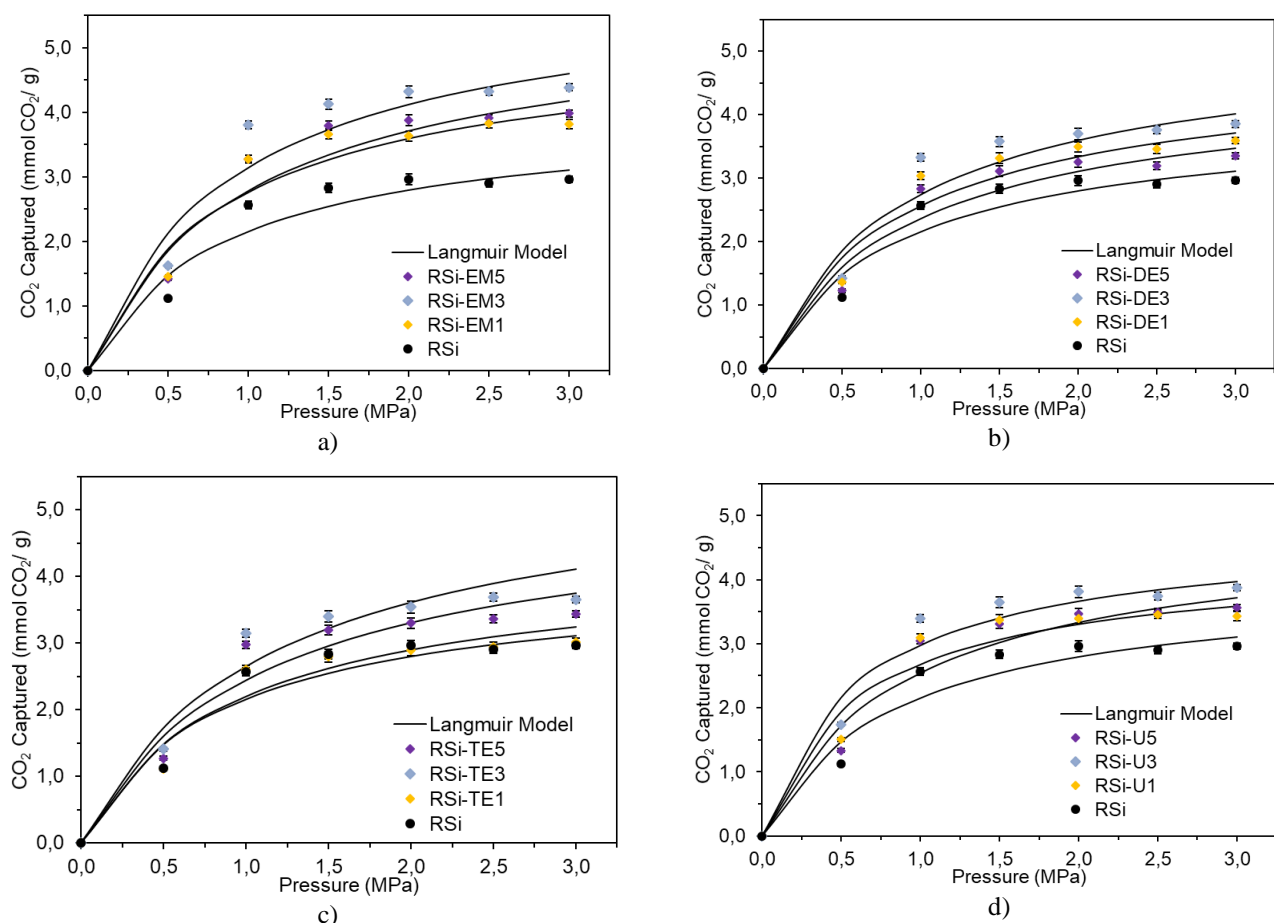 5,0
4,0
3,0
2,0
1,0
0,0
CO₂ Captured (mmol CO₂/ g)
Langmuir Model
RSi-EM5
RSi-EM3
RSi-EM1
RSi
0,0 0,5 1,0 1,5 2,0 2,5 3,0
Pressure (MPa)
a)
5,0
4,0
3,0
2,0
1,0
0,0
CO₂ Captured (mmol CO₂/ g)
Langmuir Model
RSi-DE5
RSi-DE3
RSi-DE1
RSi
0,0 0,5 1,0 1,5 2,0 2,5 3,0
Pressure (MPa)
b)
5,0
4,0
3,0
2,0
1,0
0,0
CO₂ Captured (mmol CO₂/ g)
Langmuir Model
RSi-TE5
RSi-TE3
RSi-TE1
RSi
0,0 0,5 1,0 1,5 2,0 2,5 3,0
Pressure (MPa)
c)
5,0
4,0
3,0
2,0
1,0
0,0
CO₂ Captured (mmol CO₂/ g)
Langmuir Model
RSi-U5
RSi-U3
RSi-U1
RSi
0,0 0,5 1,0 1,5 2,0 2,5 3,0
Pressure (MPa)
d)